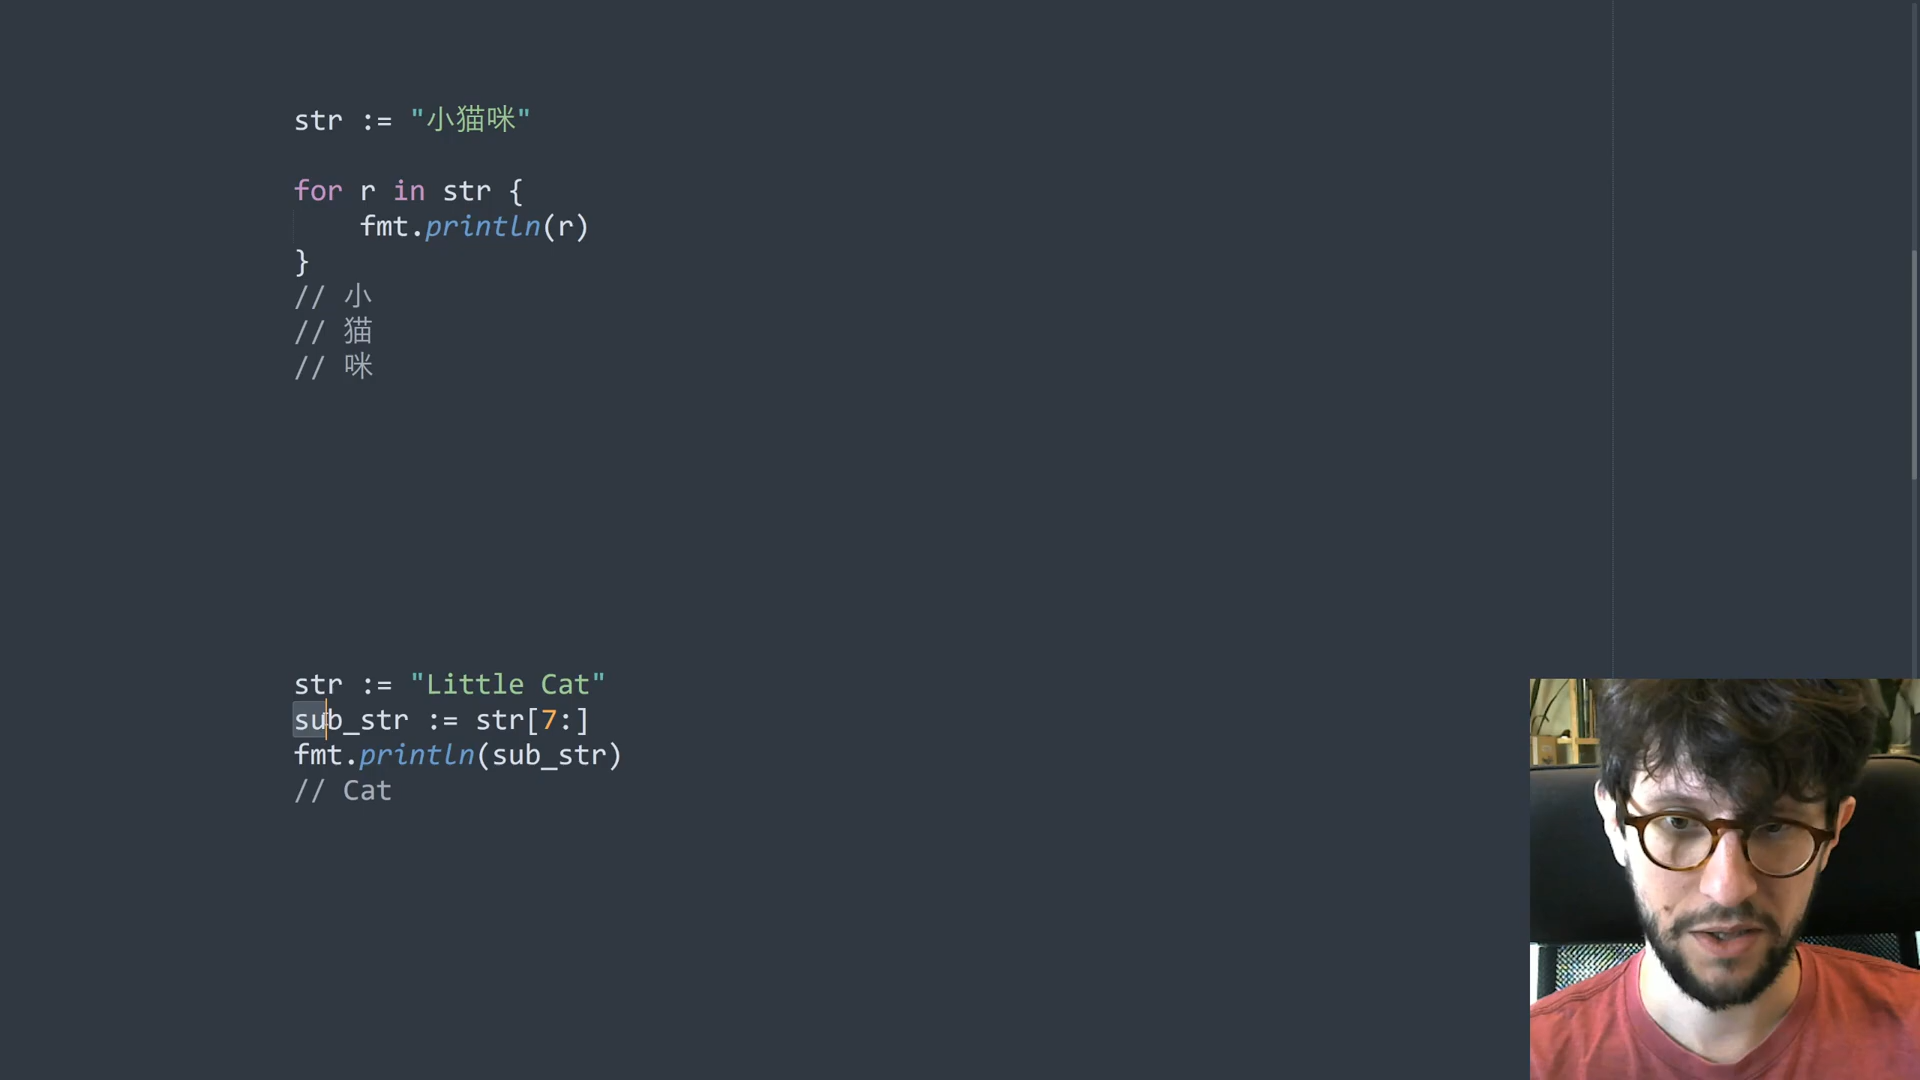 str := "小猫咪"
for r in str {
    fmt.println(r)
}
// 小
// 猫
// 咪
str := "Little Cat"
sub_str := str[7:]
fmt.println(sub_str)
// Cat